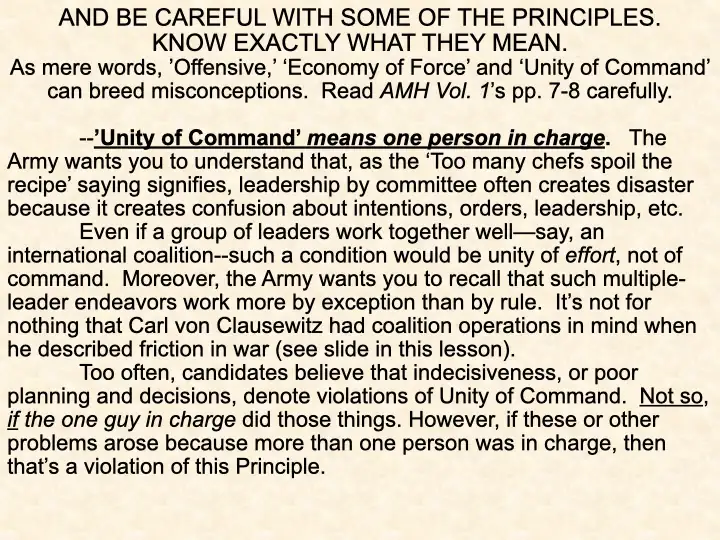 AND BE CAREFUL WITH SOME OF THE PRINCIPLES.
KNOW EXACTLY WHAT THEY MEAN.
As mere words, ’Offensive,’ ‘Economy of Force’ and ‘Unity of Command’
can breed misconceptions.  Read AMH Vol. 1’s pp. 7-8 carefully.
--’Unity of Command’ means one person in charge.   The
Army wants you to understand that, as the ‘Too many chefs spoil the
recipe’ saying signifies, leadership by committee often creates disaster
because it creates confusion about intentions, orders, leadership, etc.
Even if a group of leaders work together well—say, an
international coalition--such a condition would be unity of effort, not of
command.  Moreover, the Army wants you to recall that such multiple-
leader endeavors work more by exception than by rule.  It’s not for
nothing that Carl von Clausewitz had coalition operations in mind when
he described friction in war (see slide in this lesson).
Too often, candidates believe that indecisiveness, or poor
planning and decisions, denote violations of Unity of Command.  Not so,
if the one guy in charge did those things. However, if these or other
problems arose because more than one person was in charge, then
that’s a violation of this Principle.